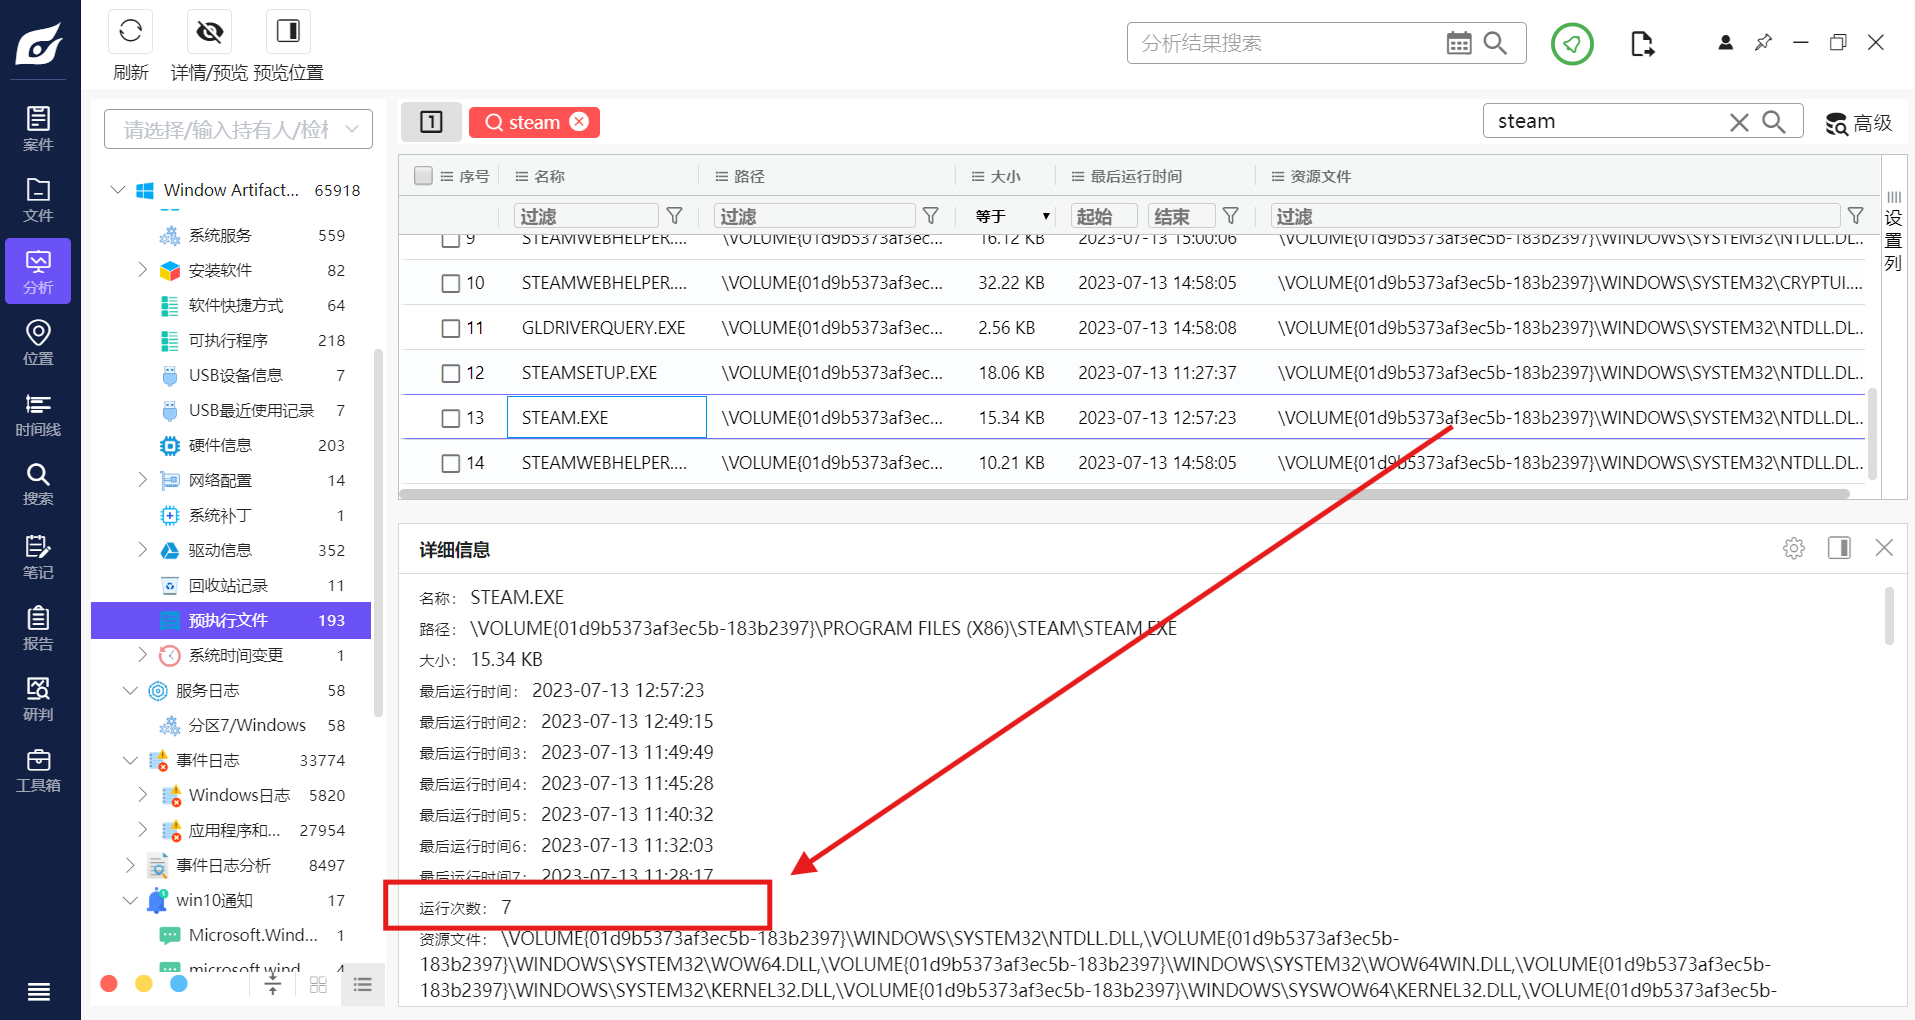 刷新
详情/预览
预览位置
分析结果搜索
案件
文件
分析
位置
时间线
搜索
笔记
报告
研判
工具箱
请选择/输入持有人/检材
Window Artifact... 65918
系统服务 559
安装软件 82
软件快捷方式 64
可执行程序 218
USB设备信息 7
USB最近使用记录 7
硬件信息 203
网络配置 14
系统补丁 1
驱动信息 352
回收站记录 11
预执行文件 193
系统时间变更 1
服务日志 58
分区7/Windows 58
事件日志 33774
Windows日志 5820
应用程序和... 27954
事件日志分析 8497
win10通知 17
Microsoft.Wind... 1
microsoft.wind 4
1
steam
steam
高级
序号 名称 路径 大小 最后运行时间 资源文件
过滤 过滤 等于 起始 结束 过滤
设置列
9 STEAMWEBHELPER.... \VOLUME{01d9b5373af3ec... 16.12 KB 2023-07-13 15:00:06 \VOLUME{01d9b5373af3ec5b-183b2397}\WINDOWS\SYSTEM32\NTDLL.DL...
10 STEAMWEBHELPER.... \VOLUME{01d9b5373af3ec... 32.22 KB 2023-07-13 14:58:05 \VOLUME{01d9b5373af3ec5b-183b2397}\WINDOWS\SYSTEM32\CRYPTUI....
11 GLDRIVERQUERY.EXE \VOLUME{01d9b5373af3ec... 2.56 KB 2023-07-13 14:58:08 \VOLUME{01d9b5373af3ec5b-183b2397}\WINDOWS\SYSTEM32\NTDLL.DL...
12 STEAMSETUP.EXE \VOLUME{01d9b5373af3ec... 18.06 KB 2023-07-13 11:27:37 \VOLUME{01d9b5373af3ec5b-183b2397}\WINDOWS\SYSTEM32\NTDLL.DL...
13 STEAM.EXE \VOLUME{01d9b5373af3ec... 15.34 KB 2023-07-13 12:57:23 \VOLUME{01d9b5373af3ec5b-183b2397}\WINDOWS\SYSTEM32\NTDLL.DL...
14 STEAMWEBHELPER.... \VOLUME{01d9b5373af3ec... 10.21 KB 2023-07-13 14:58:05 \VOLUME{01d9b5373af3ec5b-183b2397}\WINDOWS\SYSTEM32\NTDLL.DL...
详细信息
名称： STEAM.EXE
路径： \VOLUME{01d9b5373af3ec5b-183b2397}\PROGRAM FILES (X86)\STEAM\STEAM.EXE
大小： 15.34 KB
最后运行时间： 2023-07-13 12:57:23
最后运行时间2： 2023-07-13 12:49:15
最后运行时间3： 2023-07-13 11:49:49
最后运行时间4： 2023-07-13 11:45:28
最后运行时间5： 2023-07-13 11:40:32
最后运行时间6： 2023-07-13 11:32:03
最后运行时间7： 2023-07-13 11:28:17
运行次数： 7
资源文件： \VOLUME{01d9b5373af3ec5b-183b2397}\WINDOWS\SYSTEM32\NTDLL.DLL,\VOLUME{01d9b5373af3ec5b-
183b2397}\WINDOWS\SYSTEM32\WOW64.DLL,\VOLUME{01d9b5373af3ec5b-183b2397}\WINDOWS\SYSTEM32\WOW64WIN.DLL,\VOLUME{01d9b5373af3ec5b-
183b2397}\WINDOWS\SYSTEM32\KERNEL32.DLL,\VOLUME{01d9b5373af3ec5b-183b2397}\WINDOWS\SYSWOW64\KERNEL32.DLL,\VOLUME{01d9b5373af3ec5b-